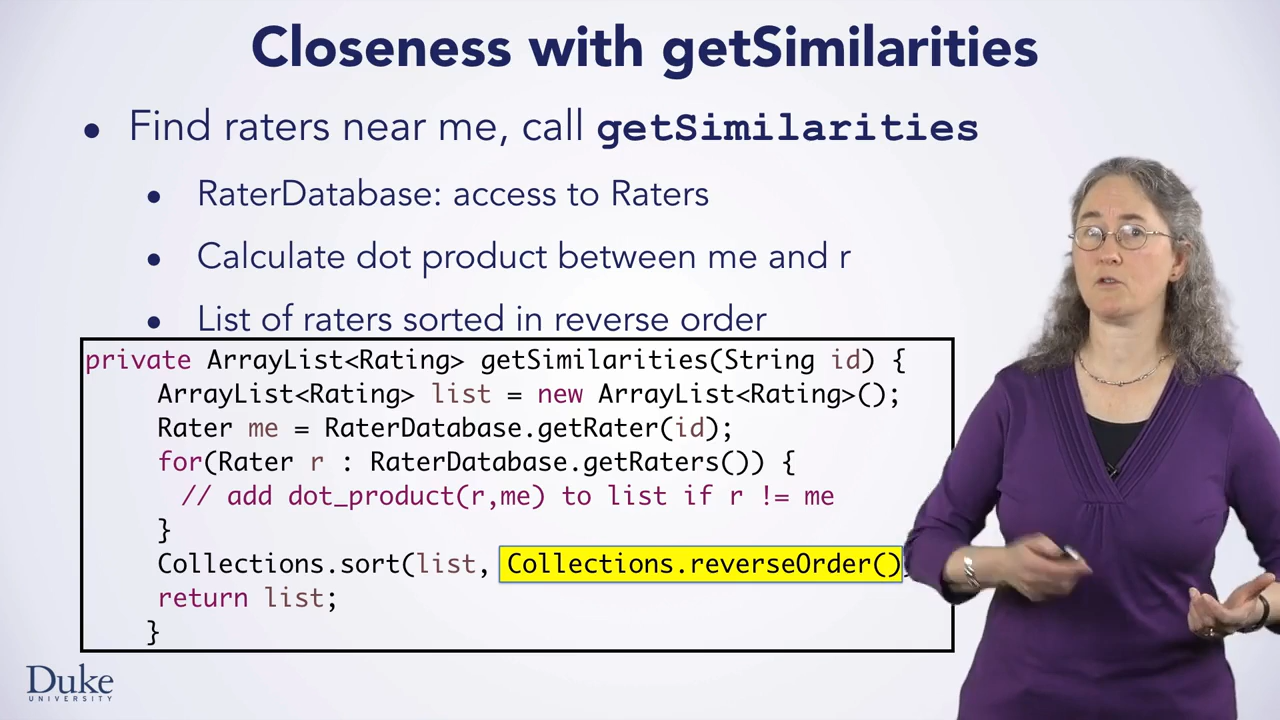 Closeness with getSimilarities
• Find raters near me, call getSimilarities
• RaterDatabase: access to Raters
• Calculate dot product between me and r
• List of raters sorted in reverse order
private ArrayList<Rating> getSimilarities(String id) {
ArrayList<Rating> list = new ArrayList<Rating>();
Rater me = RaterDatabase.getRater(id);
for(Rater r : RaterDatabase.getRaters()) {
// add dot_product(r,me) to list if r != me
}
Collections.sort(list, Collections.reverseOrder()
return list;
}
Duke
UNIVERSITY